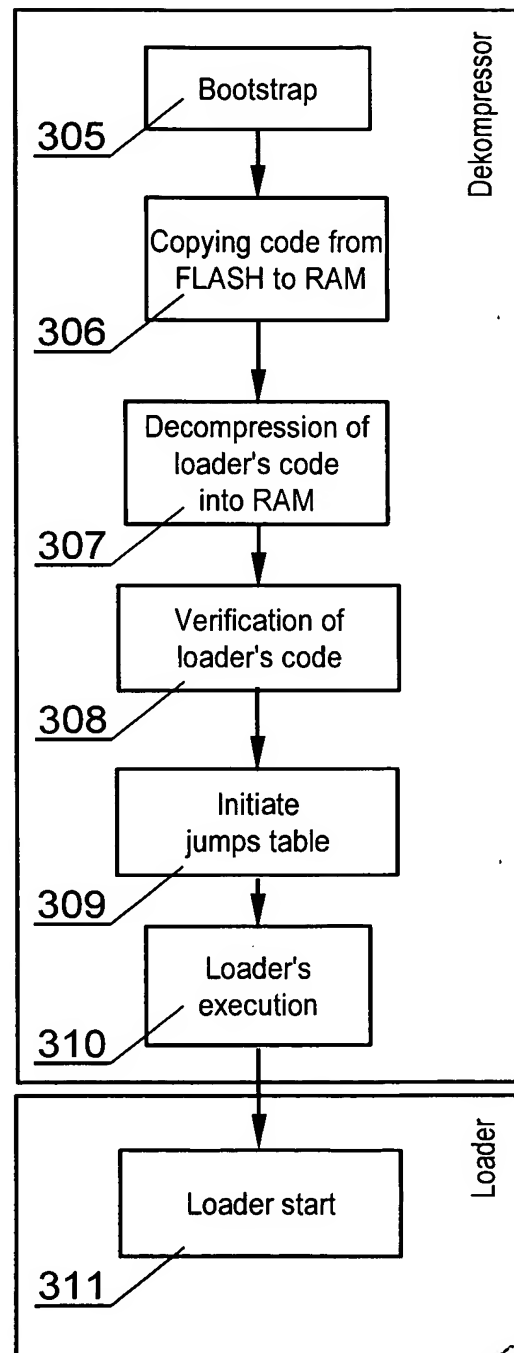 Dekompressor
Bootstrap
305
Copying code from
FLASH to RAM
306
Decompression of
loader's code
into RAM
307
Verification of
loader's code
308
Initiate
jumps table
309
Loader's
execution
310
Loader
Loader start
311